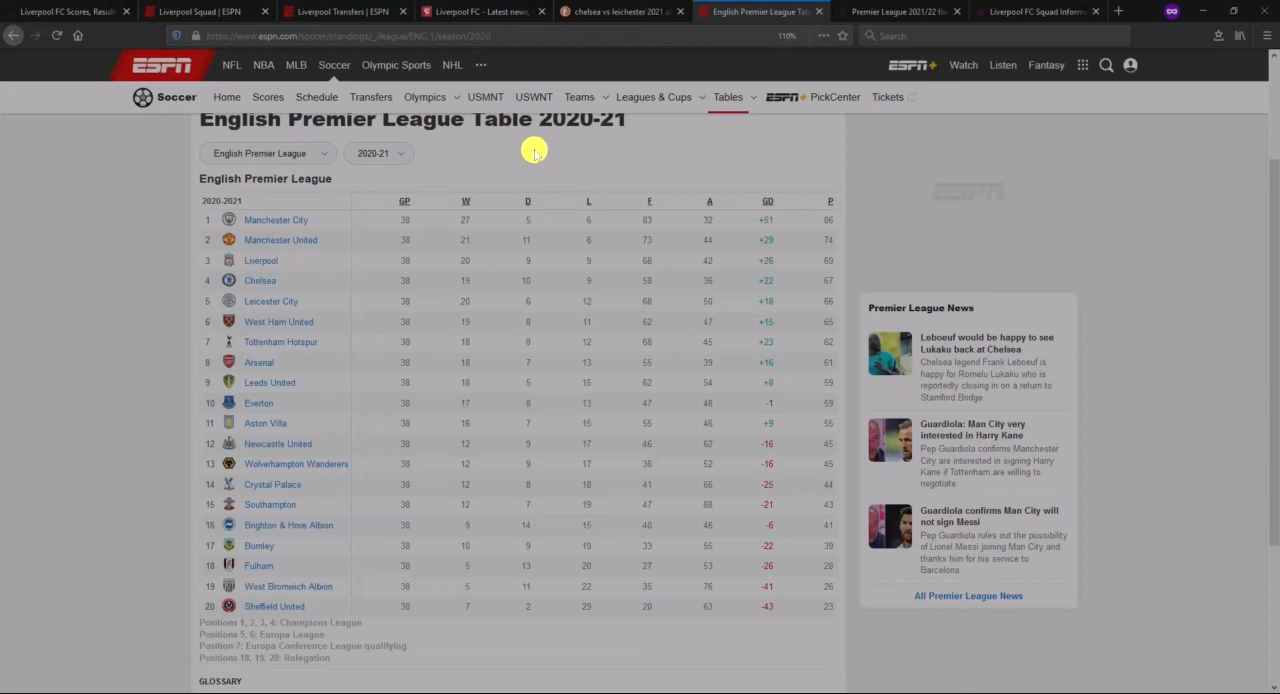 Liverpool FC Scores, Result
Liverpool Squad | ESPN
Liverpool Transfers | ESPN
Liverpool FC - Latest news,
chelsea vs leichester 2021 a
English Premier League Tab
Premier League 2021/22 fi
Liverpool FC Squad Inform
https://www.espn.com/soccer/standings/_/league/ENG.1/season/2020
110%
Search
ESPN NFL NBA MLB Soccer Olympic Sports NHL ESPN+ Watch Listen Fantasy
Soccer Home Scores Schedule Transfers Olympics USMNT USWNT Teams Leagues & Cups Tables ESPN+ PickCenter Tickets
English Premier League Table 2020-21
English Premier League 2020-21
English Premier League
2020-2021 GP W D L F A GD P
1 Manchester City 38 27 5 6 83 32 +51 86
2 Manchester United 38 21 11 6 73 44 +29 74
3 Liverpool 38 20 9 9 68 42 +26 69
4 Chelsea 38 19 10 9 58 36 +22 67
5 Leicester City 38 20 6 12 68 50 +18 66
6 West Ham United 38 19 8 11 62 47 +15 65
7 Tottenham Hotspur 38 18 8 12 68 45 +23 62
8 Arsenal 38 18 7 13 55 39 +16 61
9 Leeds United 38 18 5 15 62 54 +8 59
10 Everton 38 17 8 13 47 48 -1 59
11 Aston Villa 38 16 7 15 55 46 +9 55
12 Newcastle United 38 12 9 17 46 62 -16 45
13 Wolverhampton Wanderers 38 12 9 17 36 52 -16 45
14 Crystal Palace 38 12 8 18 41 66 -25 44
15 Southampton 38 12 7 19 47 68 -21 43
16 Brighton & Hove Albion 38 9 14 15 40 46 -6 41
17 Burnley 38 10 9 19 33 55 -22 39
18 Fulham 38 5 13 20 27 53 -26 28
19 West Bromwich Albion 38 5 11 22 35 76 -41 26
20 Sheffield United 38 7 2 29 20 63 -43 23
Positions 1, 2, 3, 4: Champions League
Positions 5, 6: Europa League
Position 7: Europa Conference League qualifying
Positions 18, 19, 20: Relegation
GLOSSARY
ESPN
Premier League News
Leboeuf would be happy to see
Lukaku back at Chelsea
Chelsea legend Frank Leboeuf is
happy for Romelu Lukaku who is
reportedly closing in on a return to
Stamford Bridge.
Guardiola: Man City very
interested in Harry Kane
Pep Guardiola confirms Manchester
City are interested in signing Harry
Kane if Tottenham are willing to
negotiate.
Guardiola confirms Man City will
not sign Messi
Pep Guardiola rules out the possibility
of Lionel Messi joining Man City and
thanks him for his service to
Barcelona.
All Premier League News